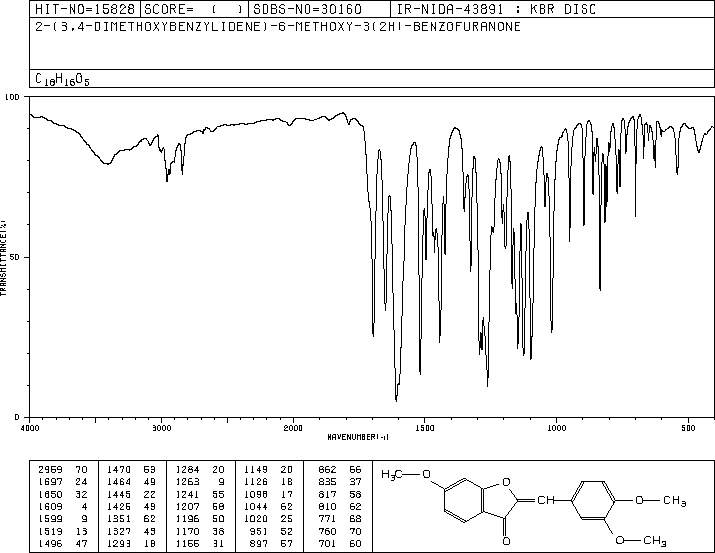 HIT-NO=15828 SCORE= ( ) SDBS-NO=30160 IR-NIDA-43891 : KBR DISC
2-(3,4-DIMETHOXYBENZYLIDENE)-6-METHOXY-3(2H)-BENZOFURANONE
C18H16O5
100
TRANSMITTANCE(%)
50
0
4000 3000 2000 1500 1000 500
WAVENUMBER(-1)
2969 70 1470 63 1284 20 1149 20 862 66
1697 24 1464 49 1263 9 1126 18 835 37
1650 32 1445 22 1241 55 1098 17 817 58
1609 4 1426 49 1207 58 1044 62 810 62
1599 9 1351 62 1196 50 1020 25 771 68
1519 13 1327 43 1170 38 951 52 760 70
1496 47 1293 18 1155 31 897 57 701 60
H3C O O O CH3
O O CH3